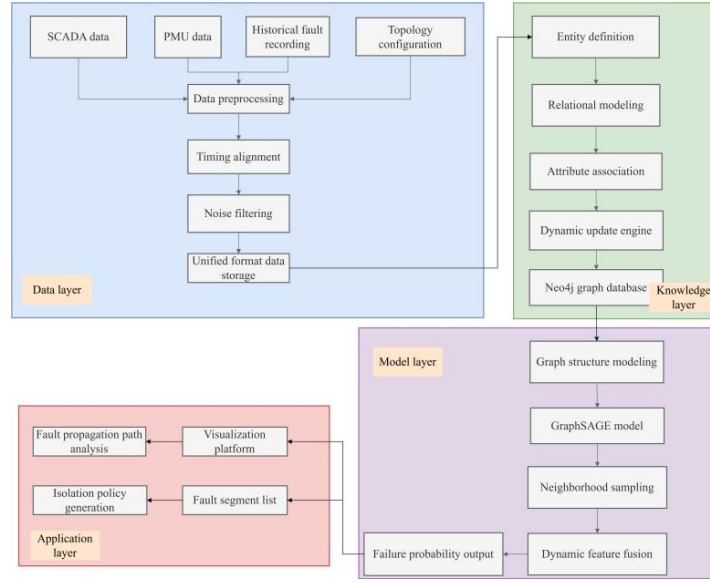 SCADA data
PMU data
Historical fault
recording
Topology
configuration
Data preprocessing
Timing alignment
Noise filtering
Unified format data
storage
Data layer
Entity definition
Relational modeling
Attribute association
Dynamic update engine
Neo4j graph database
Knowledge
layer
Model layer
Graph structure modeling
GraphSAGE model
Neighborhood sampling
Dynamic feature fusion
Failure probability output
Fault propagation path
analysis
Visualization
platform
Isolation policy
generation
Fault segment list
Application
layer